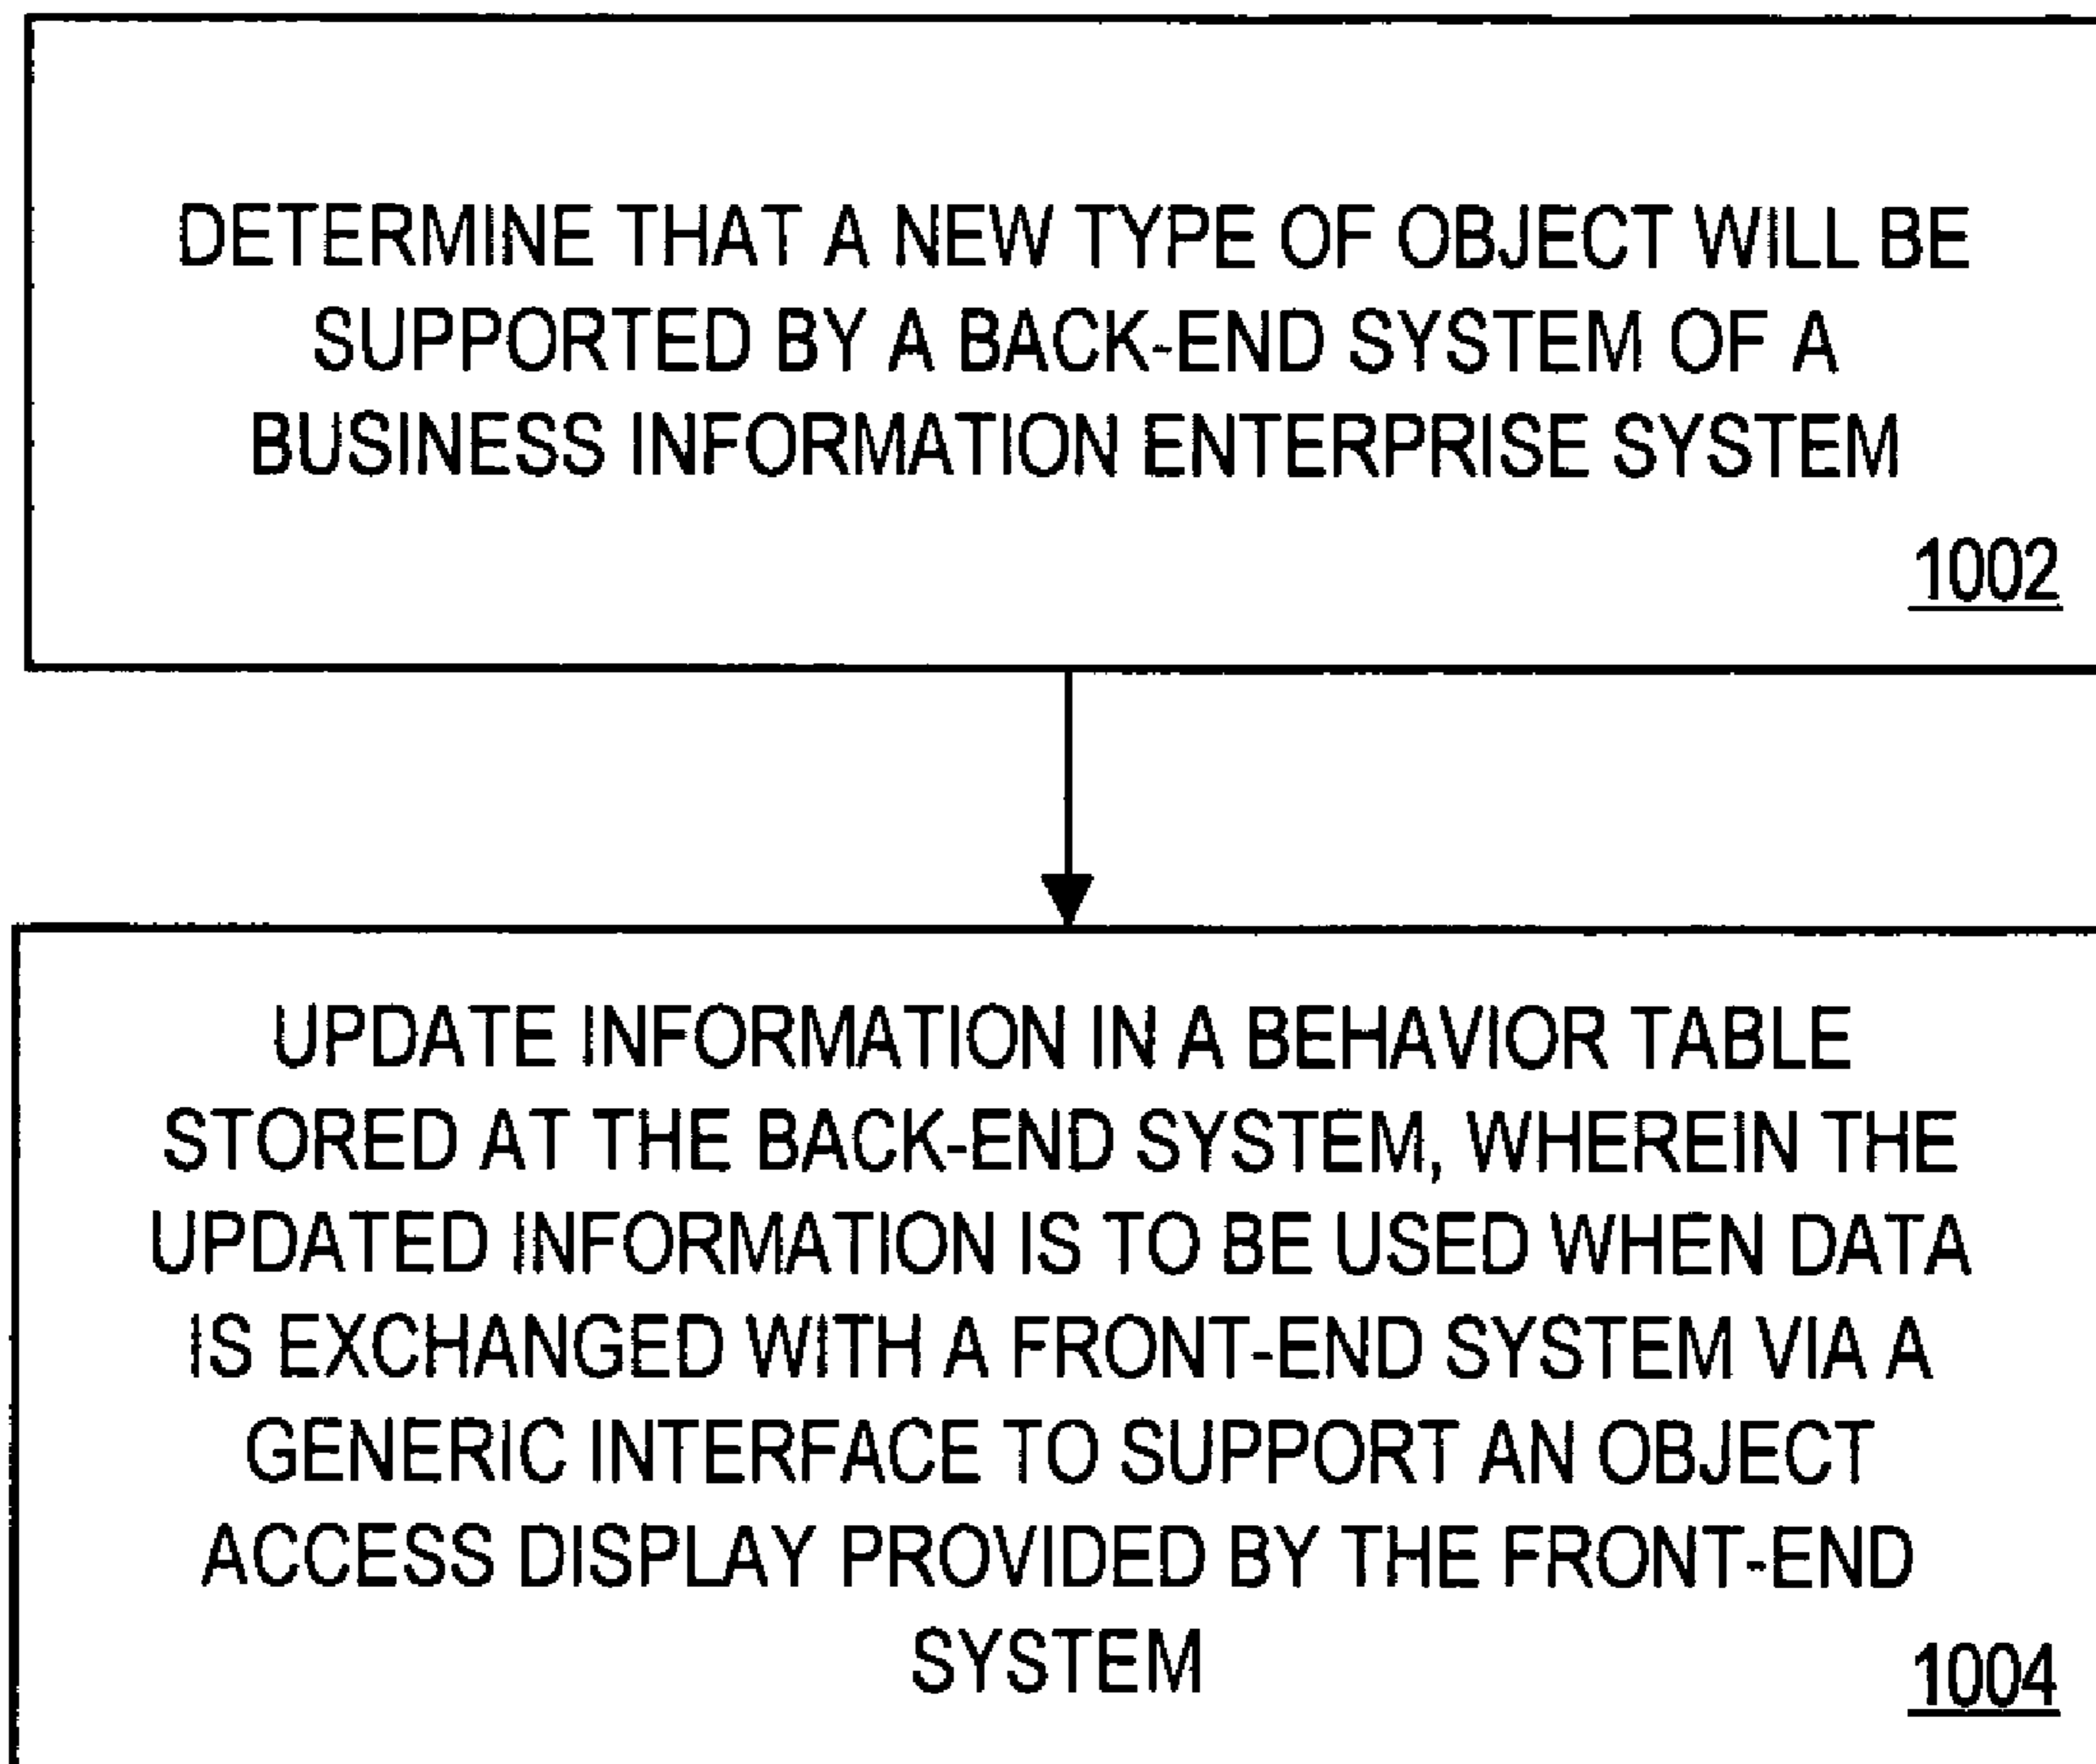 DETERMINE THAT A NEW TYPE OF OBJECT WILL BE
SUPPORTED BY A BACK-END SYSTEM OF A
BUSINESS INFORMATION ENTERPRISE SYSTEM
1002
UPDATE INFORMATION IN A BEHAVIOR TABLE
STORED AT THE BACK-END SYSTEM, WHEREIN THE
UPDATED INFORMATION IS TO BE USED WHEN DATA
IS EXCHANGED WITH A FRONT-END SYSTEM VIA A
GENERIC INTERFACE TO SUPPORT AN OBJECT
ACCESS DISPLAY PROVIDED BY THE FRONT-END
SYSTEM
1004